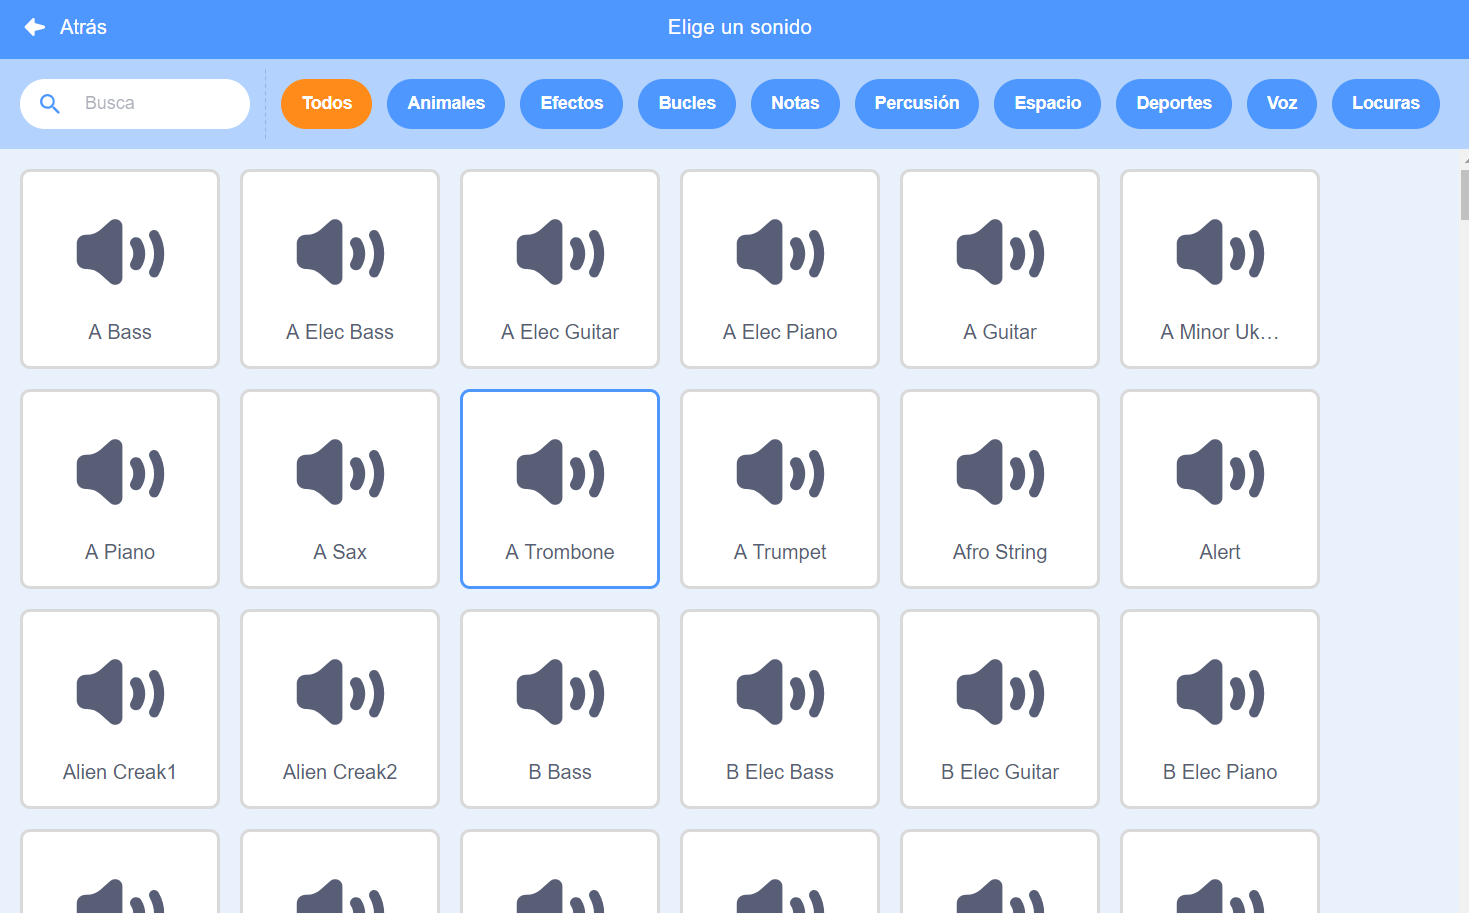 Atrás
Elige un sonido
Busca
Todos
Animales
Efectos
Bucles
Notas
Percusión
Espacio
Deportes
Voz
Locuras
A Bass
A Elec Bass
A Elec Guitar
A Elec Piano
A Guitar
A Minor Uk…
A Piano
A Sax
A Trombone
A Trumpet
Afro String
Alert
Alien Creak1
Alien Creak2
B Bass
B Elec Bass
B Elec Guitar
B Elec Piano